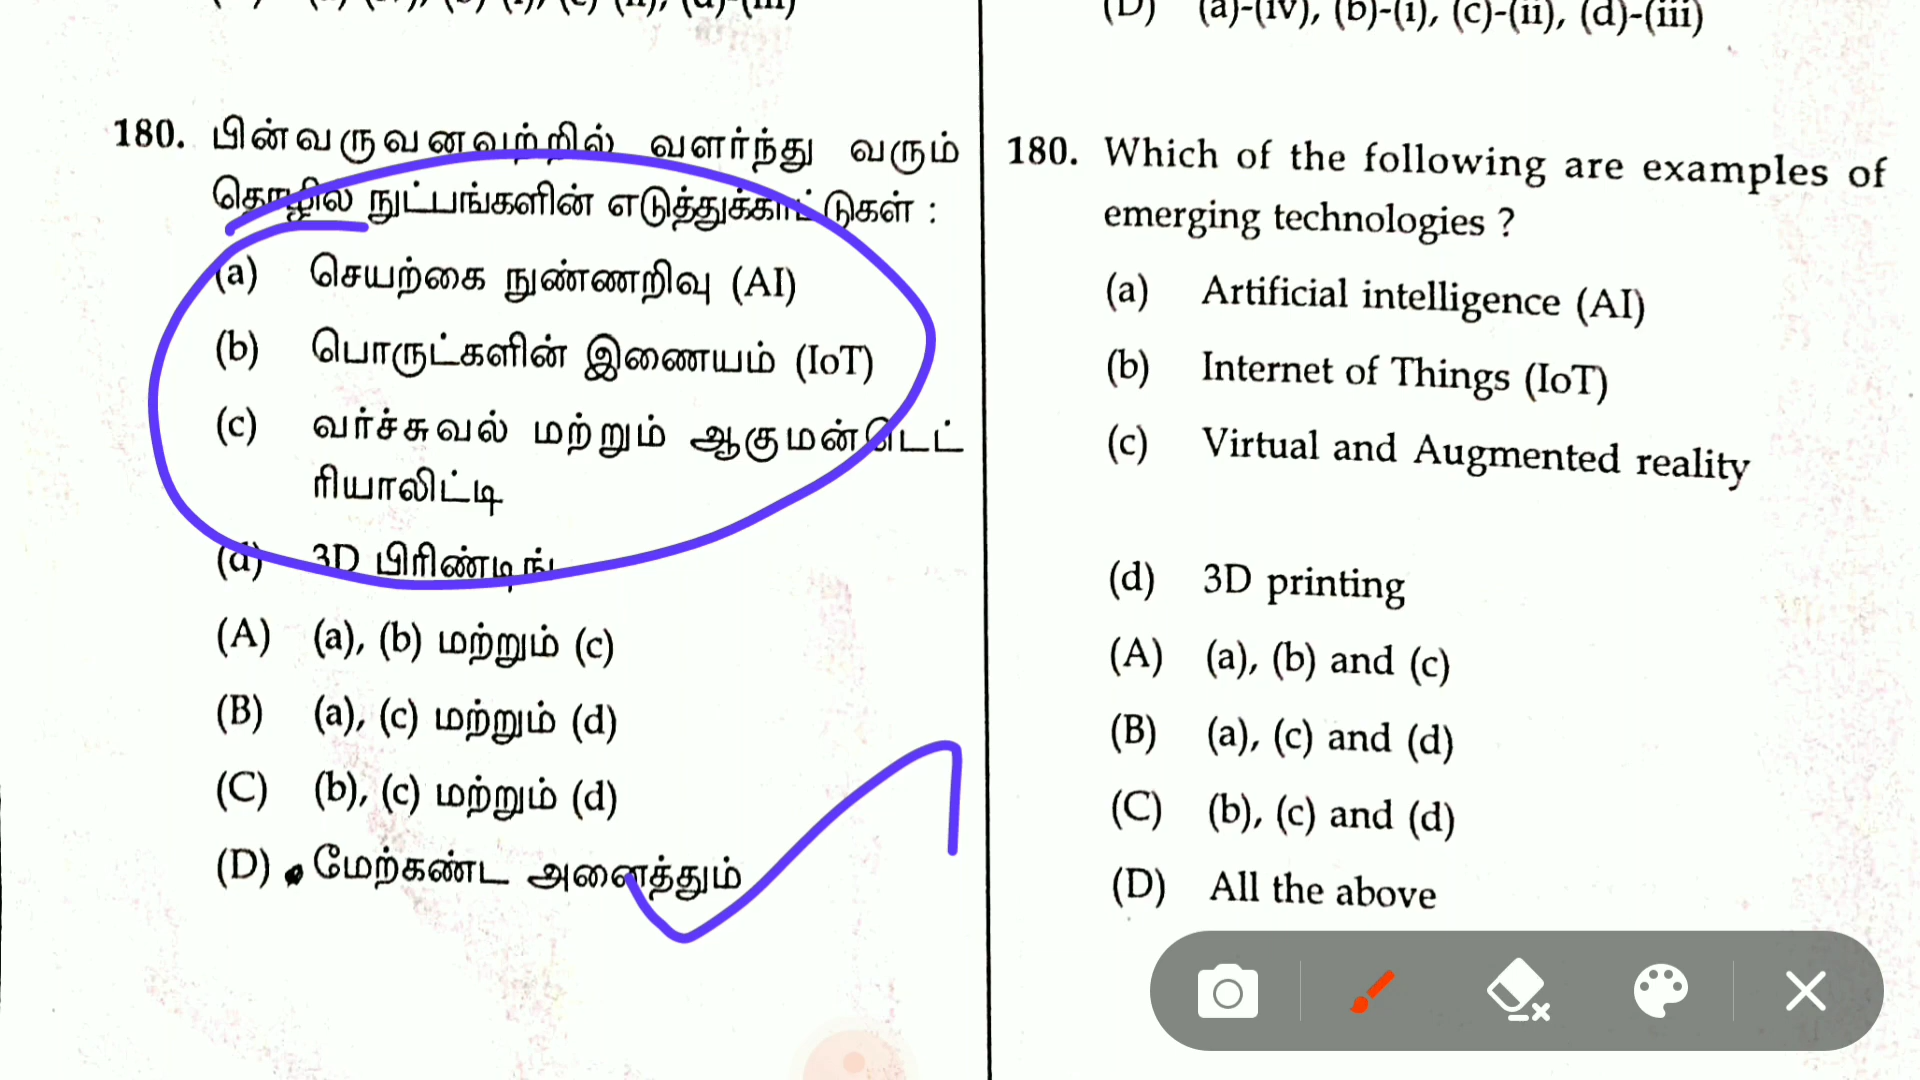 (D) (a)-(iv), (b)-(i), (c)-(ii), (d)-(iii)
180. பின்வருவனவற்றில் வளர்ந்து வரும்
தொழில் நுட்பங்களின் எடுத்துக்காட்டுகள் :
(a) செயற்கை நுண்ணறிவு (AI)
(b) பொருட்களின் இணையம் (IoT)
(c) வர்ச்சுவல் மற்றும் ஆகுமன்டெட்
ரியாலிட்டி
(d) 3D பிரிண்டிங்
(A) (a), (b) மற்றும் (c)
(B) (a), (c) மற்றும் (d)
(C) (b), (c) மற்றும் (d)
(D) மேற்கண்ட அனைத்தும்
180. Which of the following are examples of
emerging technologies ?
(a) Artificial intelligence (AI)
(b) Internet of Things (IoT)
(c) Virtual and Augmented reality
(d) 3D printing
(A) (a), (b) and (c)
(B) (a), (c) and (d)
(C) (b), (c) and (d)
(D) All the above